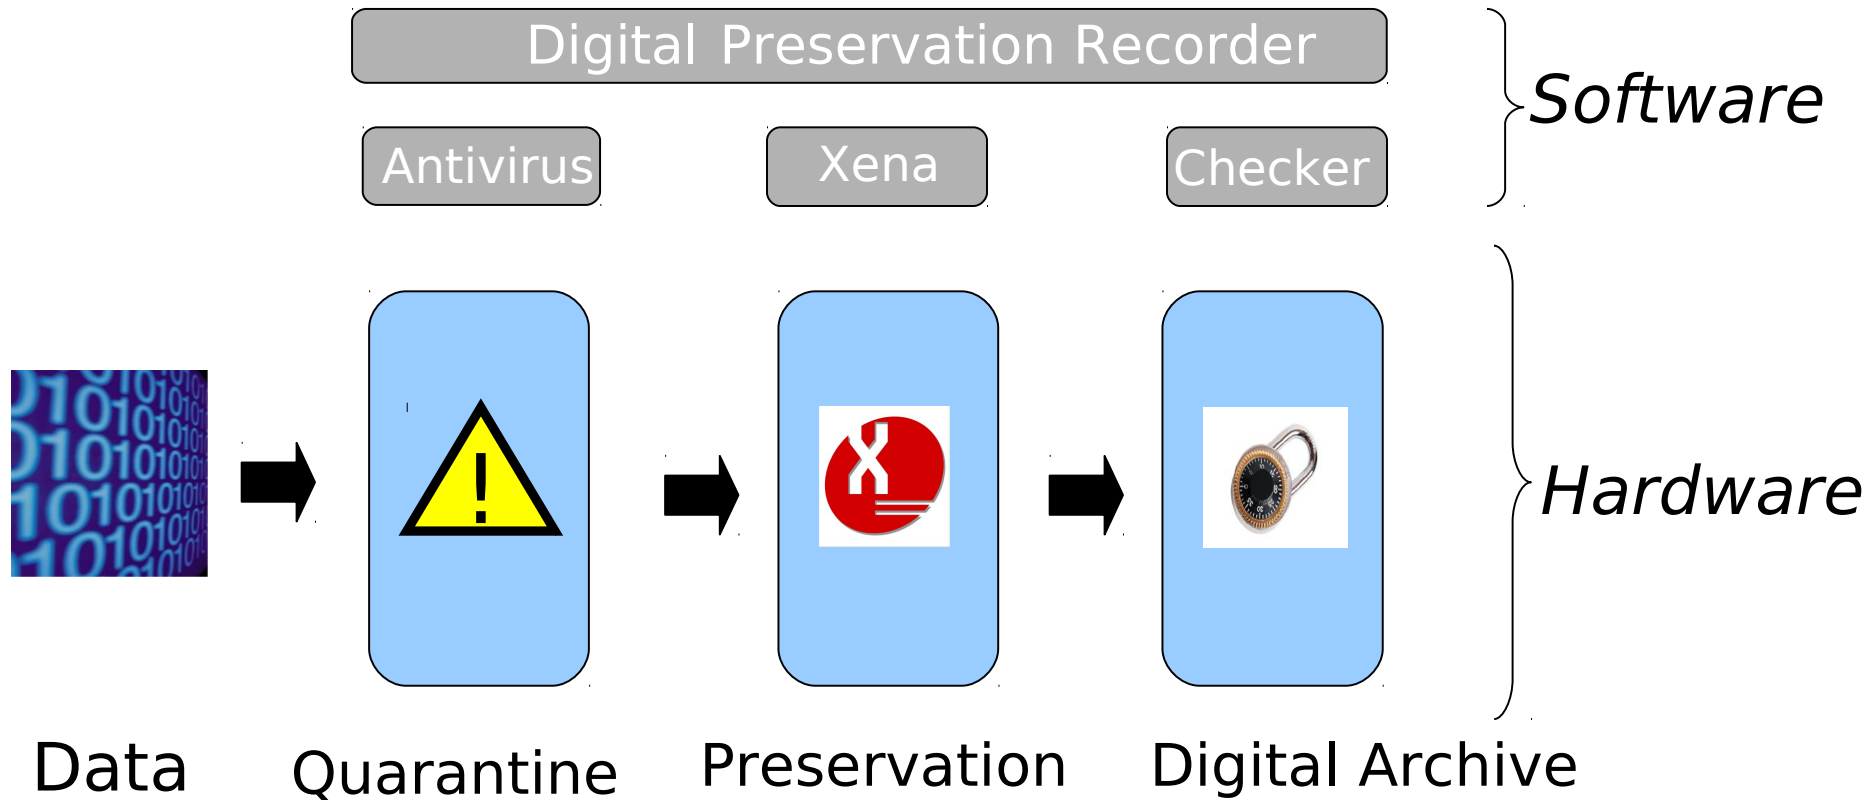 Digital Preservation Recorder
Software
Antivirus
Xena
Checker
!
X
Hardware
Data
Quarantine
Preservation
Digital Archive